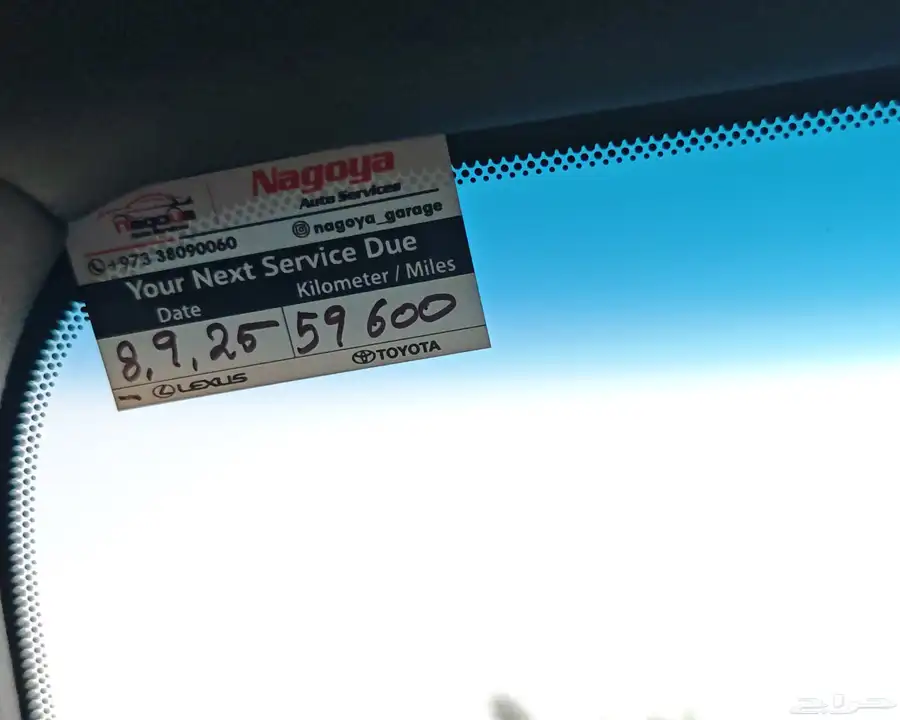 Nagoya
Auto Services
+973 38090060
nagoya_garage
Your Next Service Due
Date
Kilometer / Miles
8,9,25
59600
LEXUS
TOYOTA
حراج